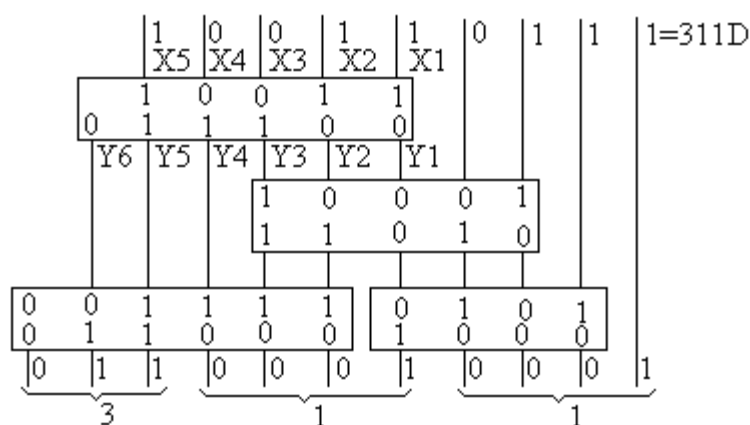 1 0 0 1 1 0 1 1 1=311D
X5 X4 X3 X2 X1
1 0 0 1 1
0 1 1 1 0 0
Y6 Y5 Y4 Y3 Y2 Y1
1 0 0 0 1
1 1 0 1 0
0 0 1 1 1 1 0 1 0 1
0 1 1 0 0 0 1 0 0 0
0 1 1 0 0 0 1 0 0 0 1
3 1 1